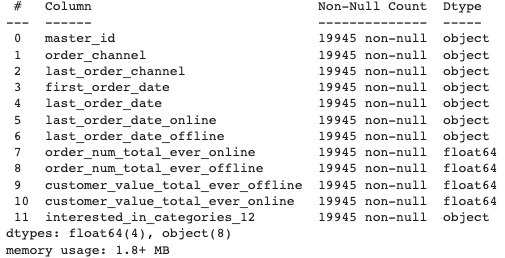 #   Column                              Non-Null Count  Dtype
---  ------                              --------------  -----
0   master_id                           19945 non-null  object
1   order_channel                       19945 non-null  object
2   last_order_channel                  19945 non-null  object
3   first_order_date                    19945 non-null  object
4   last_order_date                     19945 non-null  object
5   last_order_date_online              19945 non-null  object
6   last_order_date_offline             19945 non-null  object
7   order_num_total_ever_online         19945 non-null  float64
8   order_num_total_ever_offline        19945 non-null  float64
9   customer_value_total_ever_offline   19945 non-null  float64
10  customer_value_total_ever_online    19945 non-null  float64
11  interested_in_categories_12         19945 non-null  object
dtypes: float64(4), object(8)
memory usage: 1.8+ MB